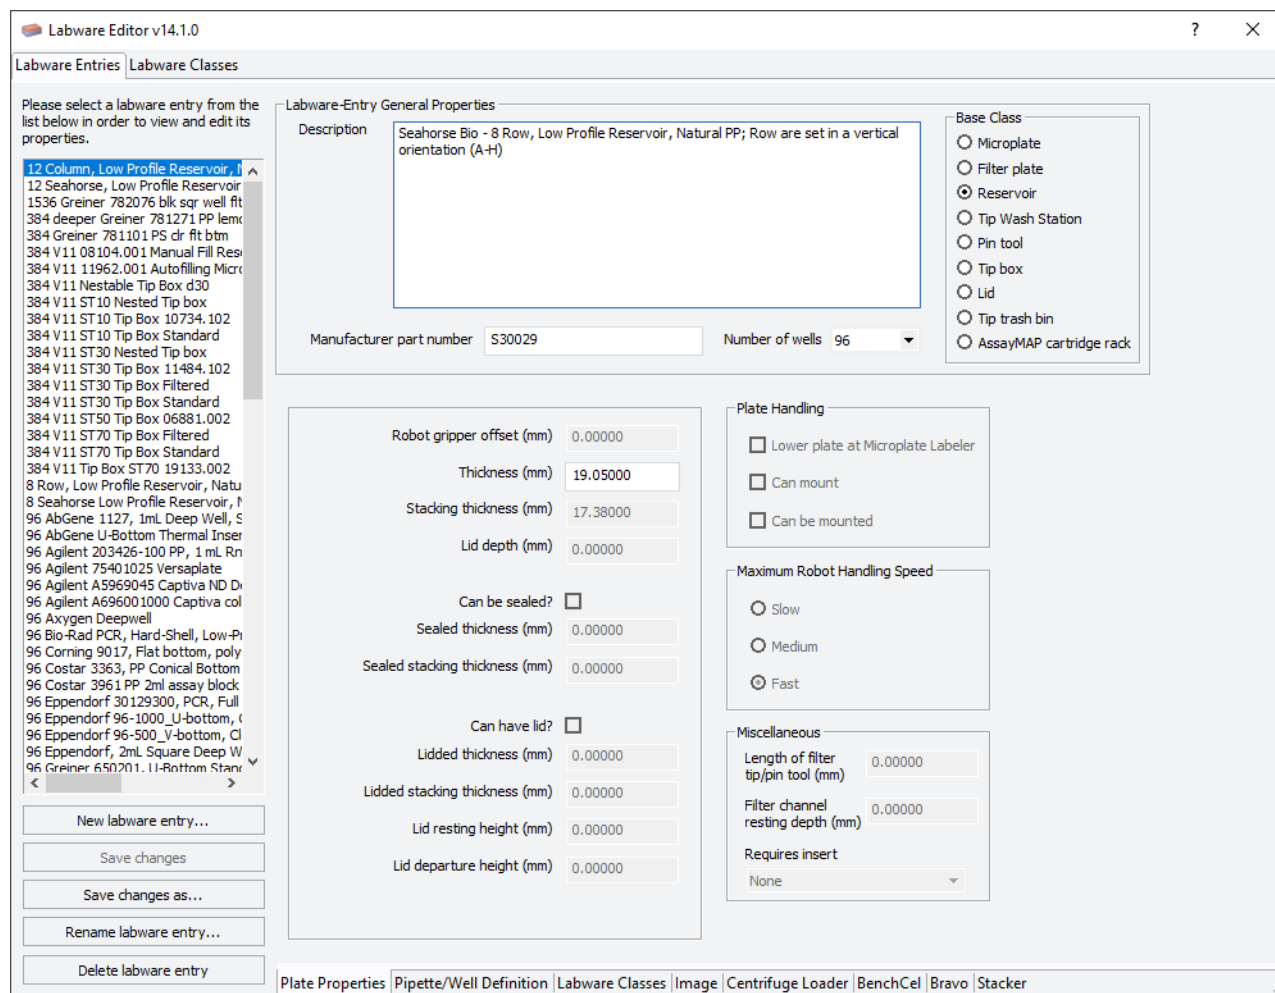 Labware Editor v14.1.0
?
Labware Entries
Labware Classes
Please select a labware entry from the
list below in order to view and edit its
properties.
12 Column, Low Profile Reservoir,
12 Seahorse, Low Profile Reservoir
1536 Greiner 782076 blk sqr well flt
384 deeper Greiner 781271 PP
384 Greiner 781101 PS clr flt btm
384 V11 08104.001 Manual Fill
384 V11 11962.001 Autofilling
384 V11 Nestable Tip Box d30
384 V11 ST10 Nested Tip box
384 V11 ST10 Tip Box 10734.102
384 V11 ST10 Tip Box Standard
384 V11 ST30 Nested Tip box
384 V11 ST30 Tip Box 11484.102
384 V11 ST30 Tip Box Filtered
384 V11 ST30 Tip Box Standard
384 V11 ST50 Tip Box 06881.002
384 V11 ST70 Tip Box Filtered
384 V11 ST70 Tip Box Standard
384 V11 Tip Box ST70 19133.002
8 Row, Low Profile Reservoir, Natu
8 Seahorse Low Profile Reservoir,
96 AbGene 1127, 1mL Deep Well, S
96 AbGene U-Bottom Thermal Inser
96 Agilent 203426-100 PP, 1 mL Rn
96 Agilent 75401025 Versaplate
96 Agilent A5969045 Captiva ND D
96 Agilent A696001000 Captiva col
96 Axygen Deepwell
96 Bio-Rad PCR, Hard-Shell, Low-P
96 Corning 9017, Flat bottom, poly
96 Costar 3363, PP Conical Bottom
96 Costar 3961 PP 2ml assay block
96 Eppendorf 30129300, PCR, Full
96 Eppendorf 96-1000_U-bottom,
96 Eppendorf 96-500_V-bottom, Cl
96 Eppendorf, 2mL Square Deep W
96 Greiner 650201, U-Bottom Stand
New labware entry...
Save changes
Save changes as...
Rename labware entry...
Delete labware entry
Labware-Entry General Properties
Description
Seahorse Bio - 8 Row, Low Profile Reservoir, Natural PP; Row are set in a vertical
orientation (A-H)
Manufacturer part number
S30029
Number of wells
96
Base Class
Microplate
Filter plate
Reservoir
Tip Wash Station
Pin tool
Tip box
Lid
Tip trash bin
AssayMAP cartridge rack
Robot gripper offset (mm)
0.00000
Thickness (mm)
19.05000
Stacking thickness (mm)
17.38000
Lid depth (mm)
0.00000
Can be sealed?
Sealed thickness (mm)
0.00000
Sealed stacking thickness (mm)
0.00000
Can have lid?
Lidded thickness (mm)
0.00000
Lidded stacking thickness (mm)
0.00000
Lid resting height (mm)
0.00000
Lid departure height (mm)
0.00000
Plate Handling
Lower plate at Microplate Labeler
Can mount
Can be mounted
Maximum Robot Handling Speed
Slow
Medium
Fast
Miscellaneous
Length of filter
tip/pin tool (mm)
0.00000
Filter channel
resting depth (mm)
0.00000
Requires insert
None
Plate Properties
Pipette/Well Definition
Labware Classes
Image
Centrifuge Loader
BenchCel
Bravo
Stacker